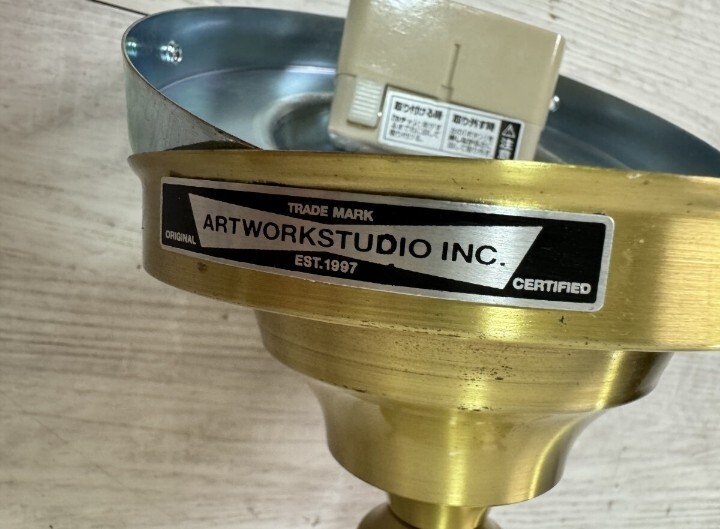 取り付ける時
取り外す時
注
TRADE MARK
ORIGINAL
ARTWORKSTUDIO INC.
EST.1997
CERTIFIED